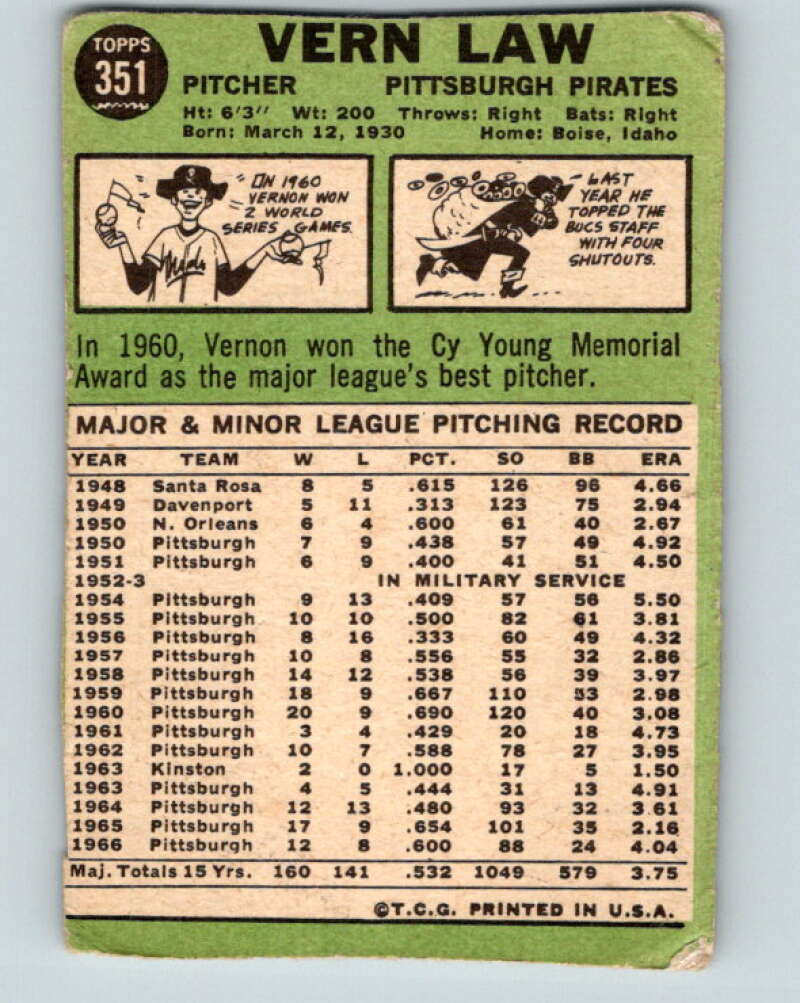 TOPPS
351
VERN LAW
PITCHER PITTSBURGH PIRATES
Ht: 6'3" Wt: 200 Throws: Right Bats: Right
Born: March 12, 1930 Home: Boise, Idaho
ON 1960
VERNON WON
2 WORLD
SERIES GAMES.
LAST
YEAR HE
TOPPED THE
BUCS STAFF
WITH FOUR
SHUTOUTS.
In 1960, Vernon won the Cy Young Memorial
Award as the major league's best pitcher.
MAJOR & MINOR LEAGUE PITCHING RECORD
YEAR TEAM W L PCT. SO BB ERA
1948 Santa Rosa 8 5 .615 126 96 4.66
1949 Davenport 5 11 .313 123 75 2.94
1950 N. Orleans 6 4 .600 61 40 2.67
1950 Pittsburgh 7 9 .438 57 49 4.92
1951 Pittsburgh 6 9 .400 41 51 4.50
1952-3 IN MILITARY SERVICE
1954 Pittsburgh 9 13 .409 57 56 5.50
1955 Pittsburgh 10 10 .500 82 61 3.81
1956 Pittsburgh 8 16 .333 60 49 4.32
1957 Pittsburgh 10 8 .556 55 32 2.86
1958 Pittsburgh 14 12 .538 56 39 3.97
1959 Pittsburgh 18 9 .667 110 53 2.98
1960 Pittsburgh 20 9 .690 120 40 3.08
1961 Pittsburgh 3 4 .429 20 18 4.73
1962 Pittsburgh 10 7 .588 78 27 3.95
1963 Kinston 2 0 1.000 17 5 1.50
1963 Pittsburgh 4 5 .444 31 13 4.91
1964 Pittsburgh 12 13 .480 93 32 3.61
1965 Pittsburgh 17 9 .654 101 35 2.16
1966 Pittsburgh 12 8 .600 88 24 4.04
Maj. Totals 15 Yrs. 160 141 .532 1049 579 3.75
©T.C.G. PRINTED IN U.S.A.